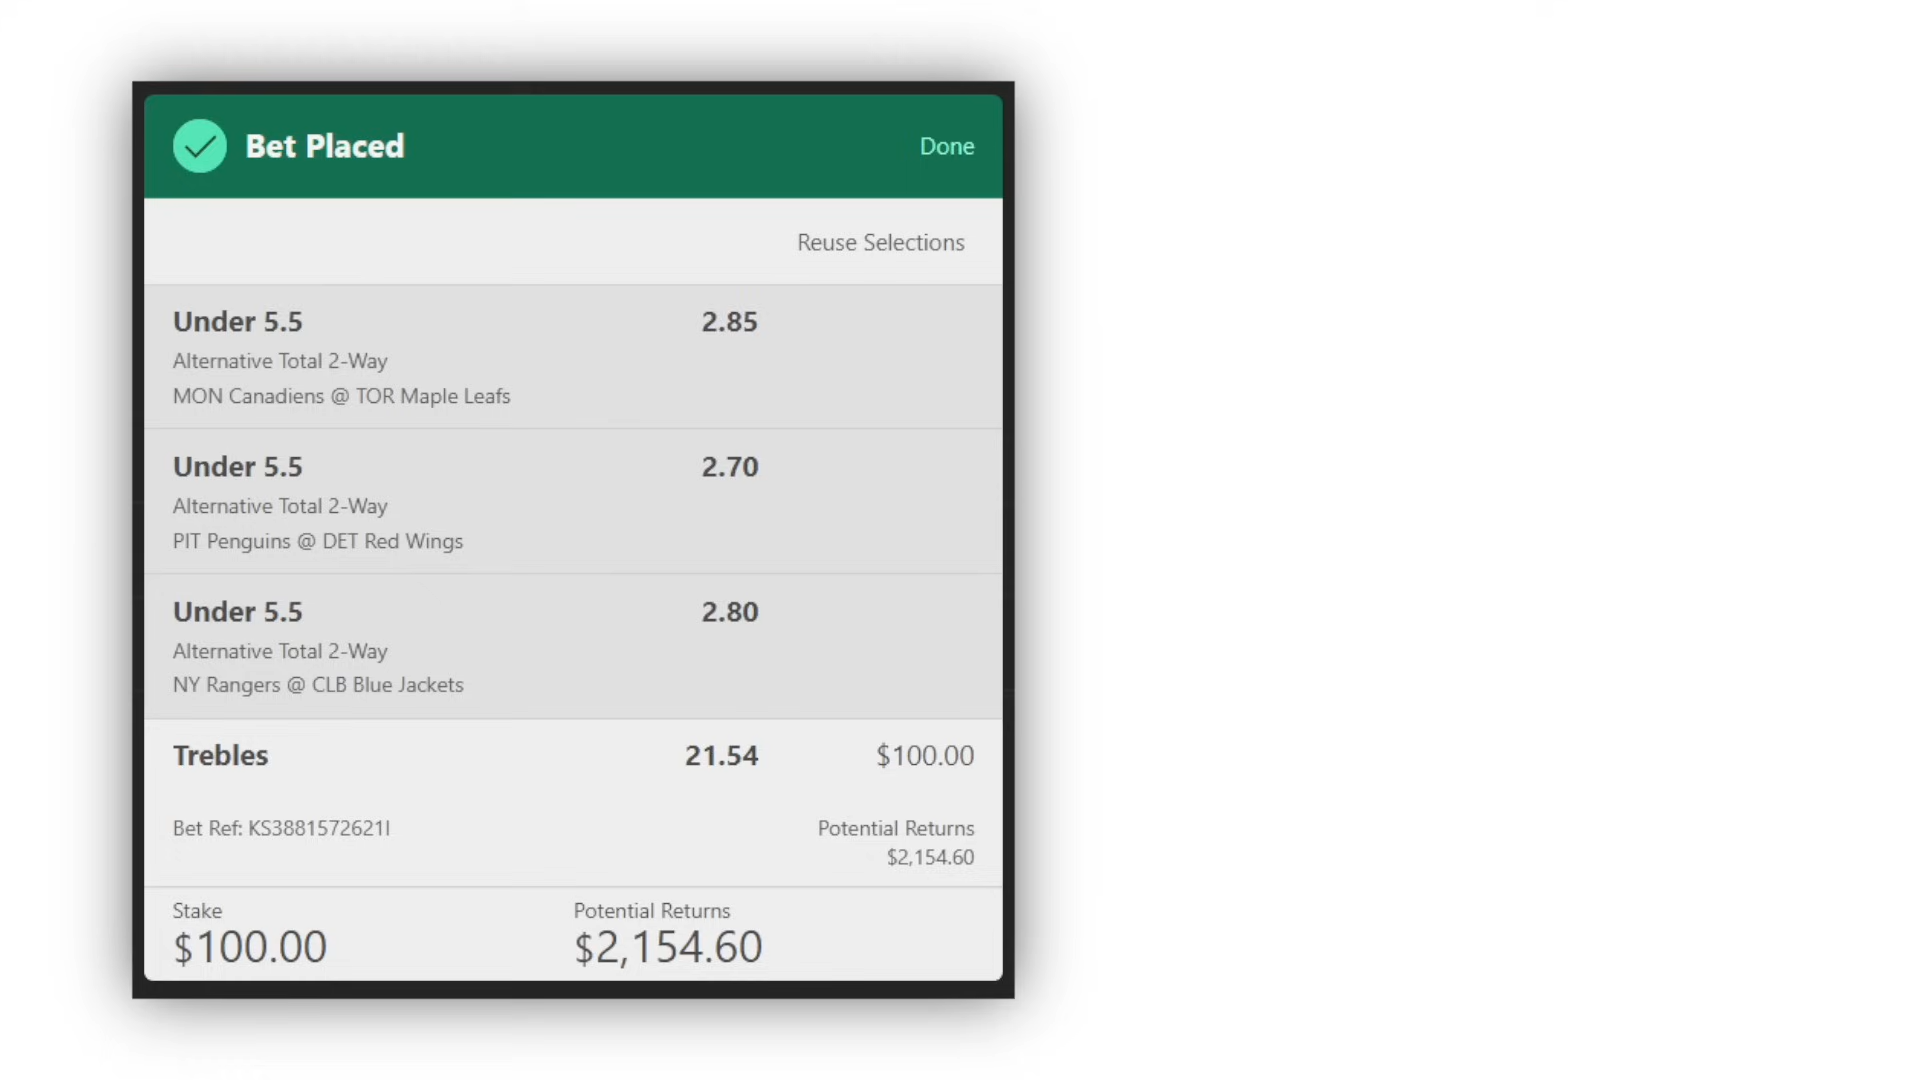 Bet Placed
Done
Reuse Selections
Under 5.5 2.85
Alternative Total 2-Way
MON Canadiens @ TOR Maple Leafs
Under 5.5 2.70
Alternative Total 2-Way
PIT Penguins @ DET Red Wings
Under 5.5 2.80
Alternative Total 2-Way
NY Rangers @ CLB Blue Jackets
Trebles 21.54 $100.00
Bet Ref: KS3881572621I Potential Returns
$2,154.60
Stake Potential Returns
$100.00 $2,154.60